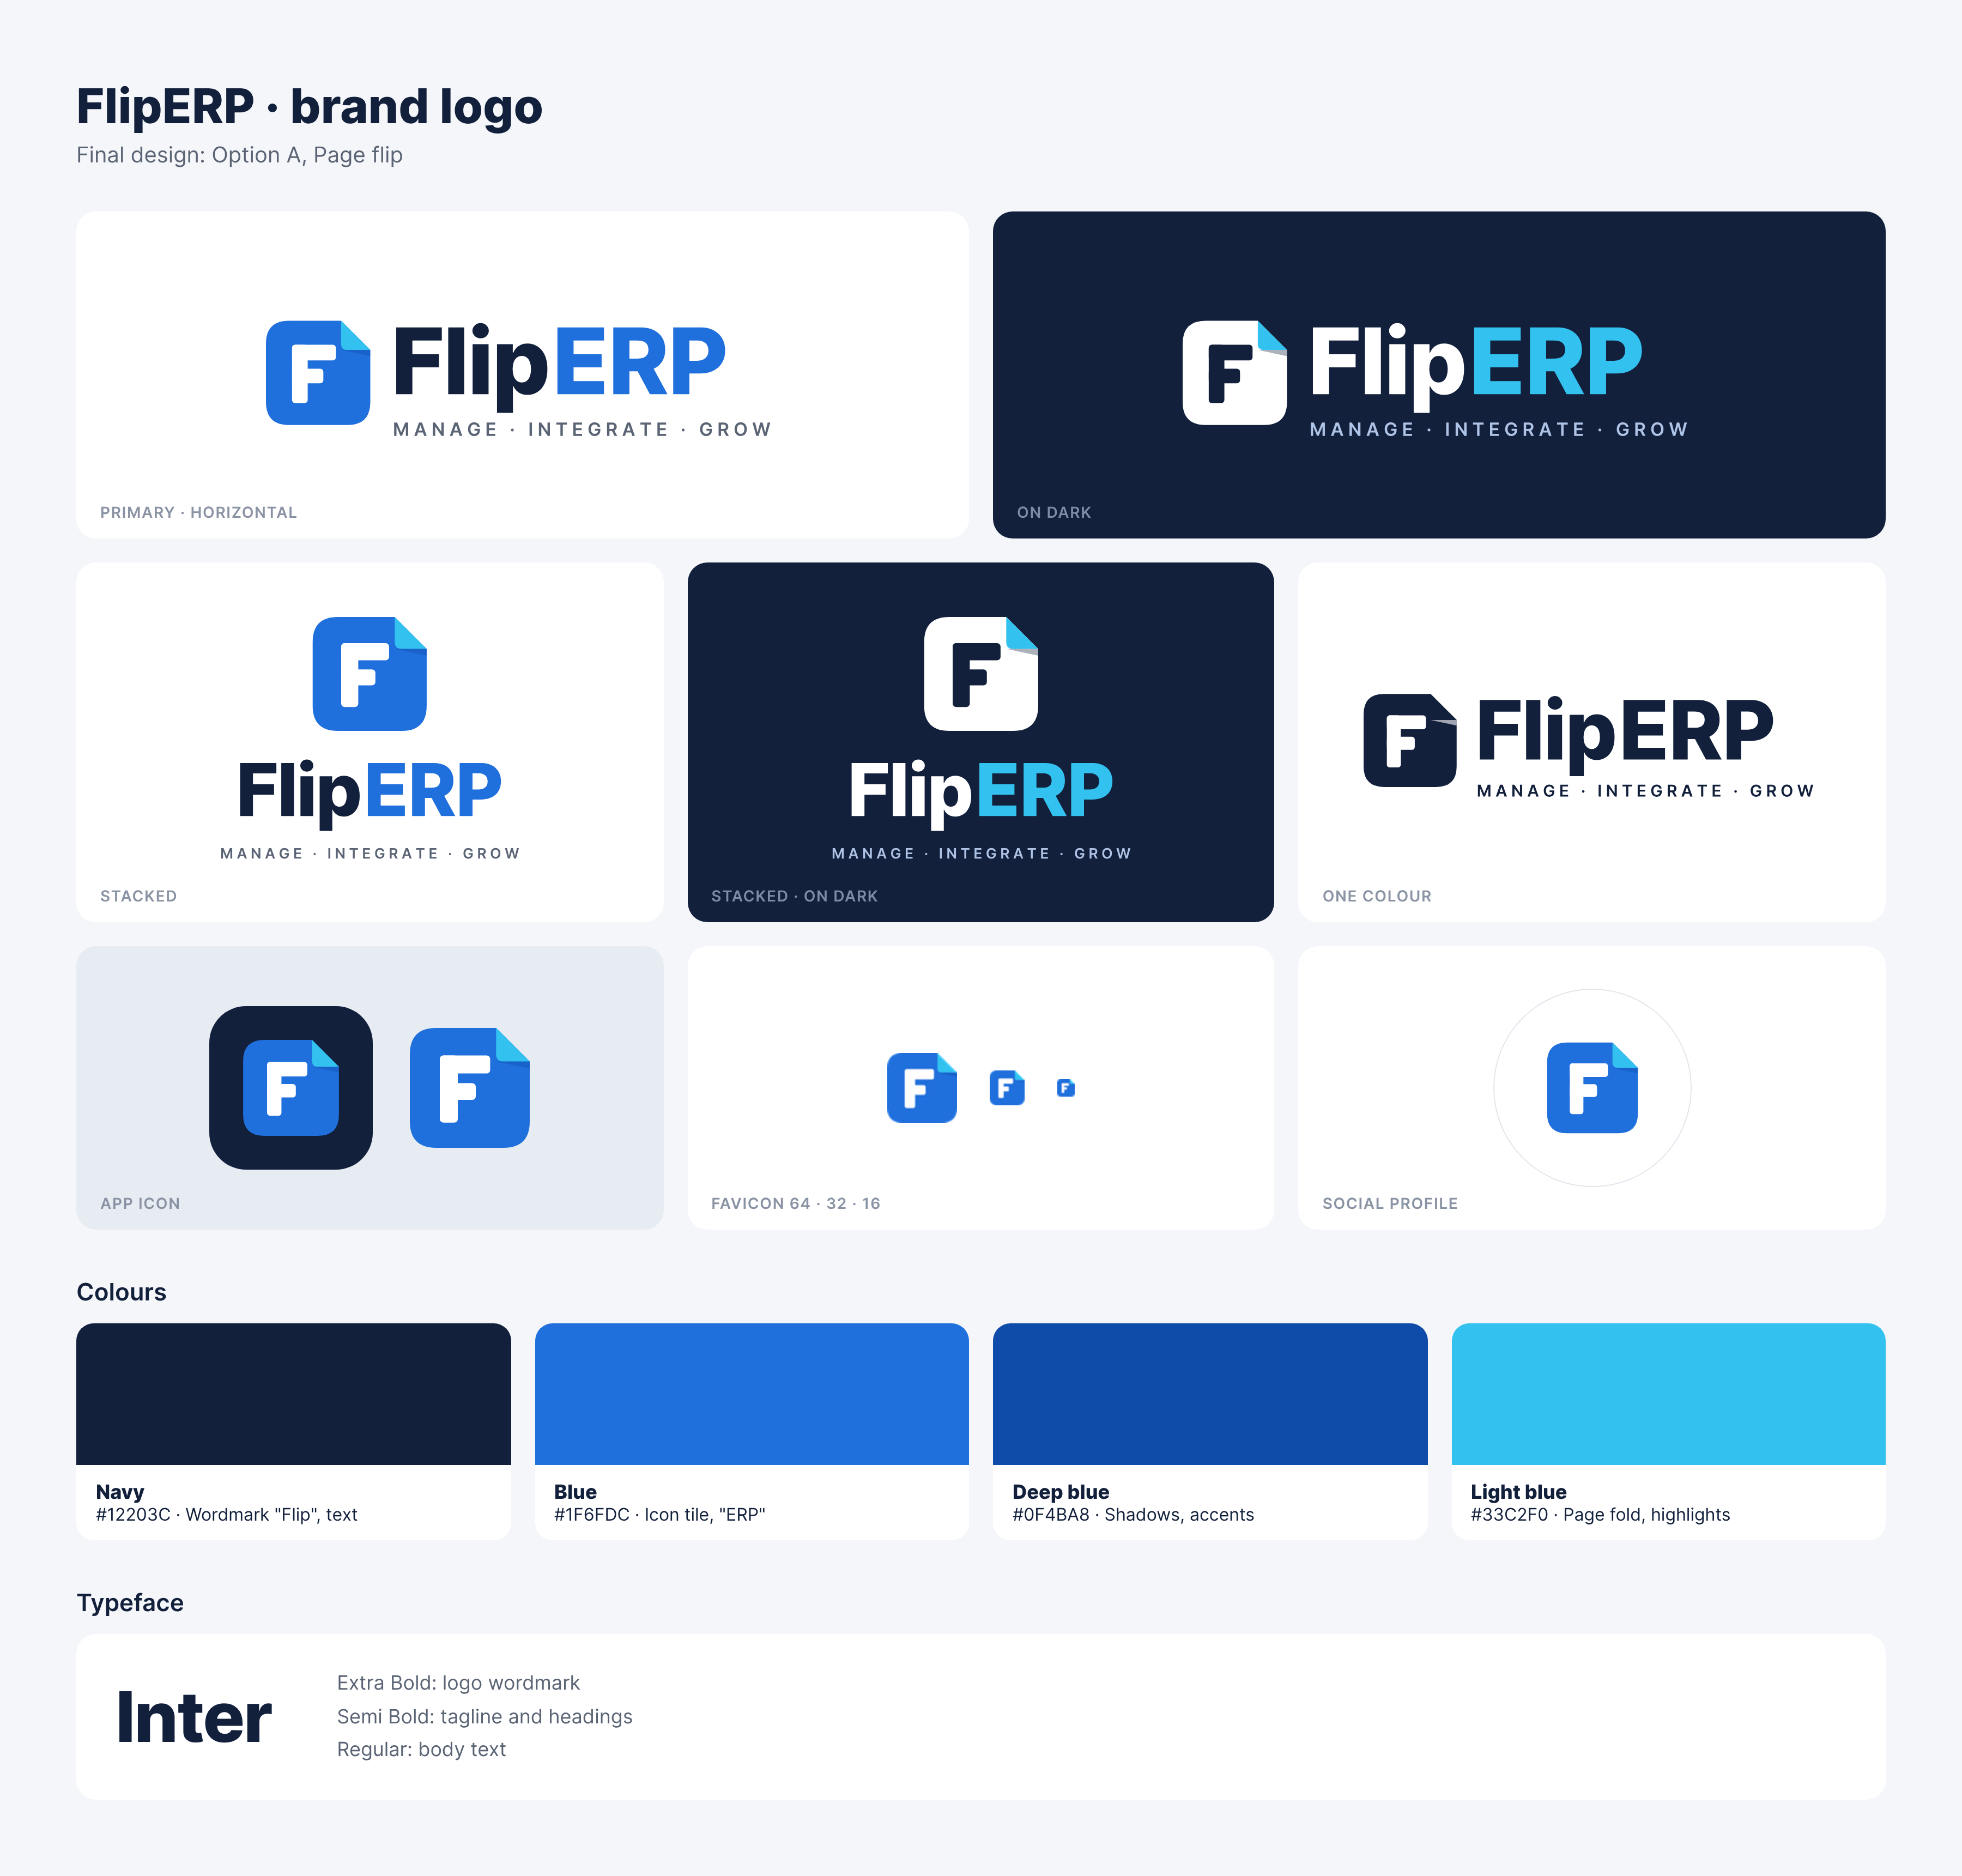 FlipERP · brand logo
Final design: Option A, Page flip
F
FlipERP
MANAGE · INTEGRATE · GROW
PRIMARY · HORIZONTAL
F
FlipERP
MANAGE · INTEGRATE · GROW
ON DARK
F
FlipERP
MANAGE · INTEGRATE · GROW
STACKED
F
FlipERP
MANAGE · INTEGRATE · GROW
STACKED · ON DARK
F
FlipERP
MANAGE · INTEGRATE · GROW
ONE COLOUR
F
F
APP ICON
F
F
F
FAVICON 64 · 32 · 16
F
SOCIAL PROFILE
Colours
Navy
#12203C · Wordmark "Flip", text
Blue
#1F6FDC · Icon tile, "ERP"
Deep blue
#0F4BA8 · Shadows, accents
Light blue
#33C2F0 · Page fold, highlights
Typeface
Inter
Extra Bold: logo wordmark
Semi Bold: tagline and headings
Regular: body text